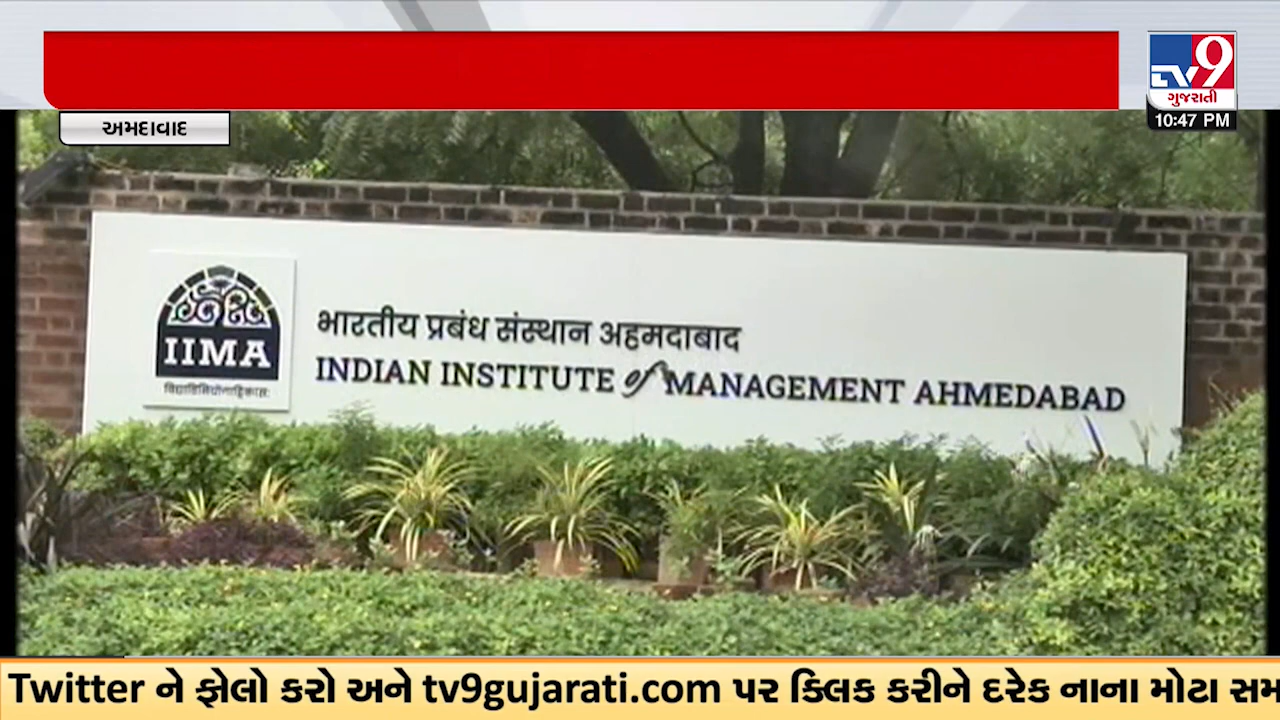 TV9
ગુજરાતી
10:47 PM
અમદાવાદ
IIMA
भारतीय प्रबंध संस्थान अहमदाबाद
INDIAN INSTITUTE of MANAGEMENT AHMEDABAD
Twitter ને ફોલો કરો અને tv9gujarati.com પર ક્લિક કરીને દરેક નાના મોટા સમ